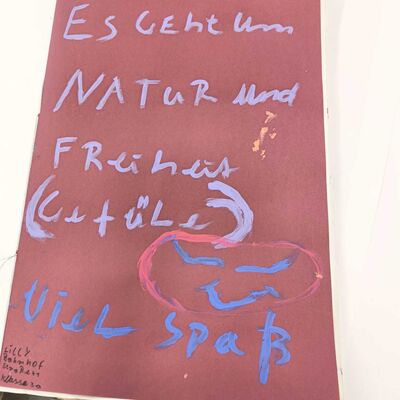 Es Geht um
NATUR und
FReiheit
(Gefühle)
Viel Spaß